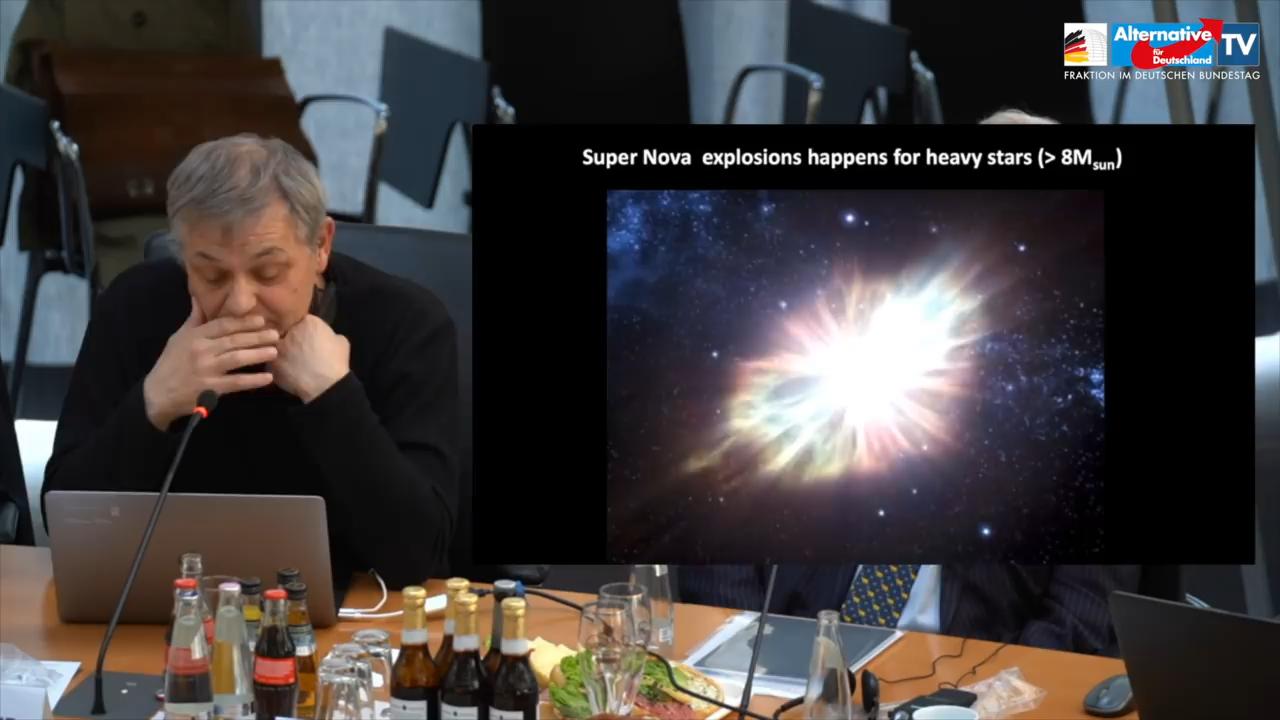 Alternative
für
Deutschland
TV
FRAKTION IM DEUTSCHEN BUNDESTAG
Super Nova explosions happens for heavy stars (> 8Msun)